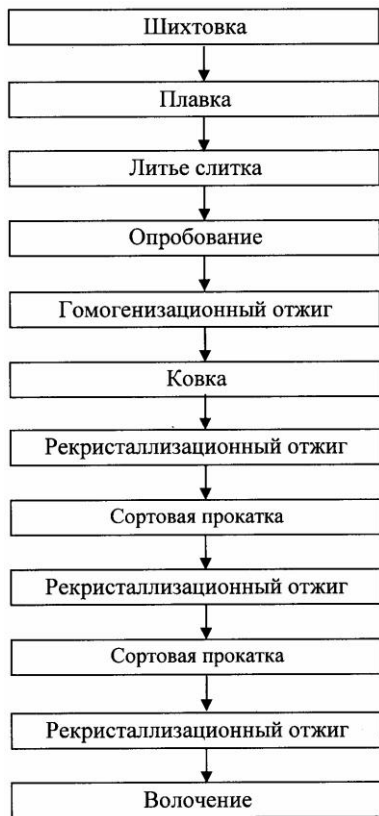 Шихтовка
Плавка
Литье слитка
Опробование
Гомогенизационный отжиг
Ковка
Рекристаллизационный отжиг
Сортовая прокатка
Рекристаллизационный отжиг
Сортовая прокатка
Рекристаллизационный отжиг
Волочение